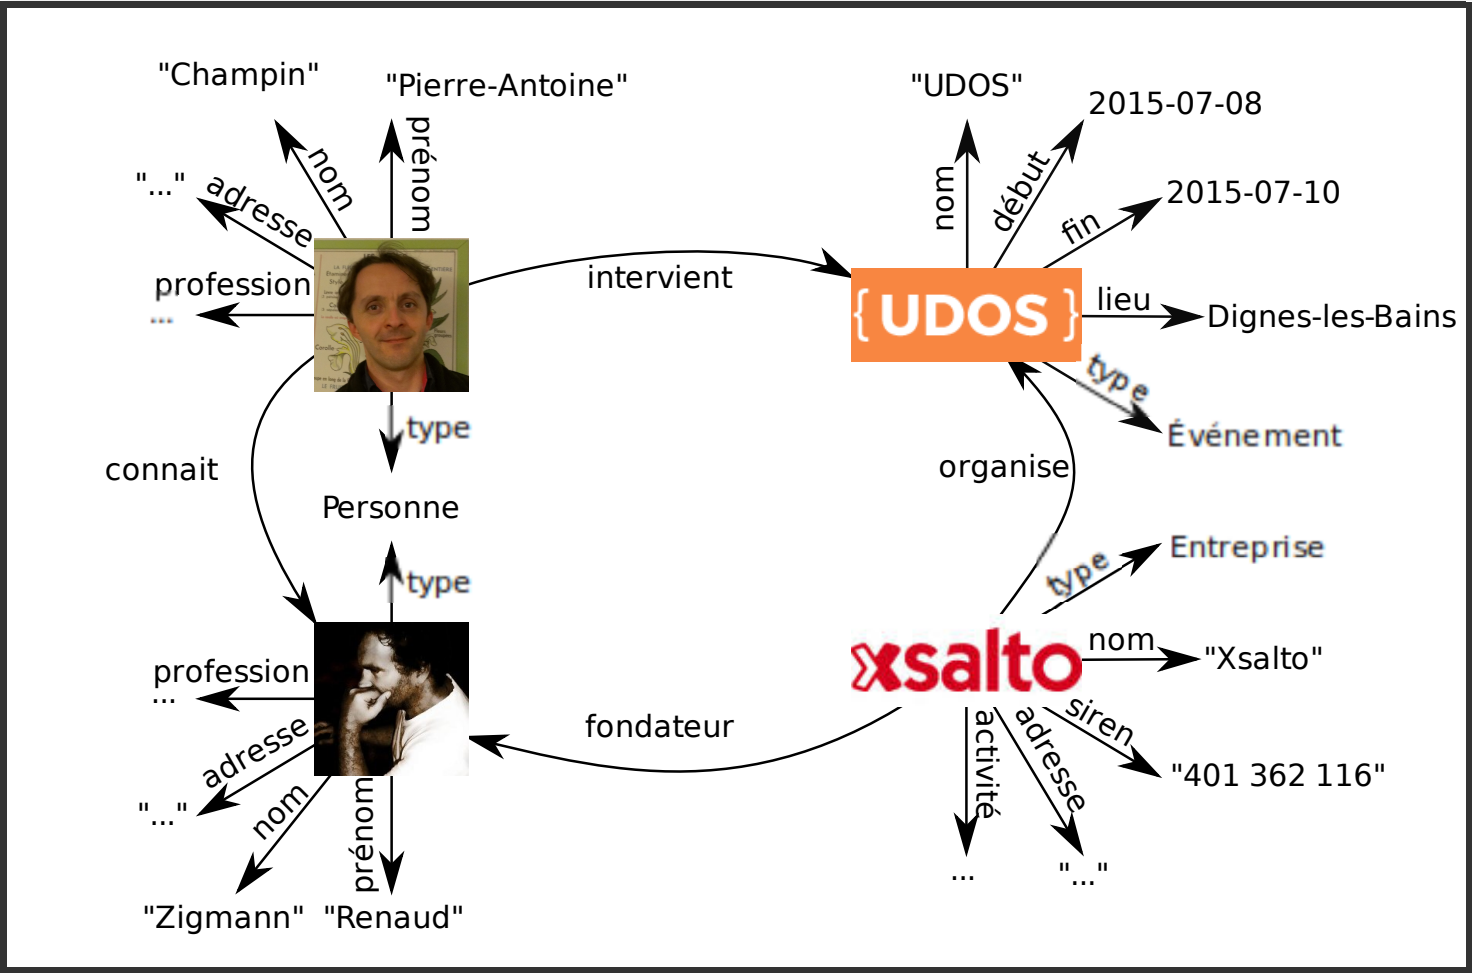 "Champin"
"Pierre-Antoine"
"UDOS"
2015-07-08
nom
prénom
nom
début
"..."
adresse
fin
2015-07-10
profession
...
intervient
{UDOS}
lieu
Dignes-les-Bains
type
type
Événement
connait
organise
Personne
type
type
Entreprise
profession
...
xsalto
nom
"Xsalto"
adresse
"..."
fondateur
activité
adresse
siren
"401 362 116"
nom
prénom
...
"..."
"Zigmann"
"Renaud"